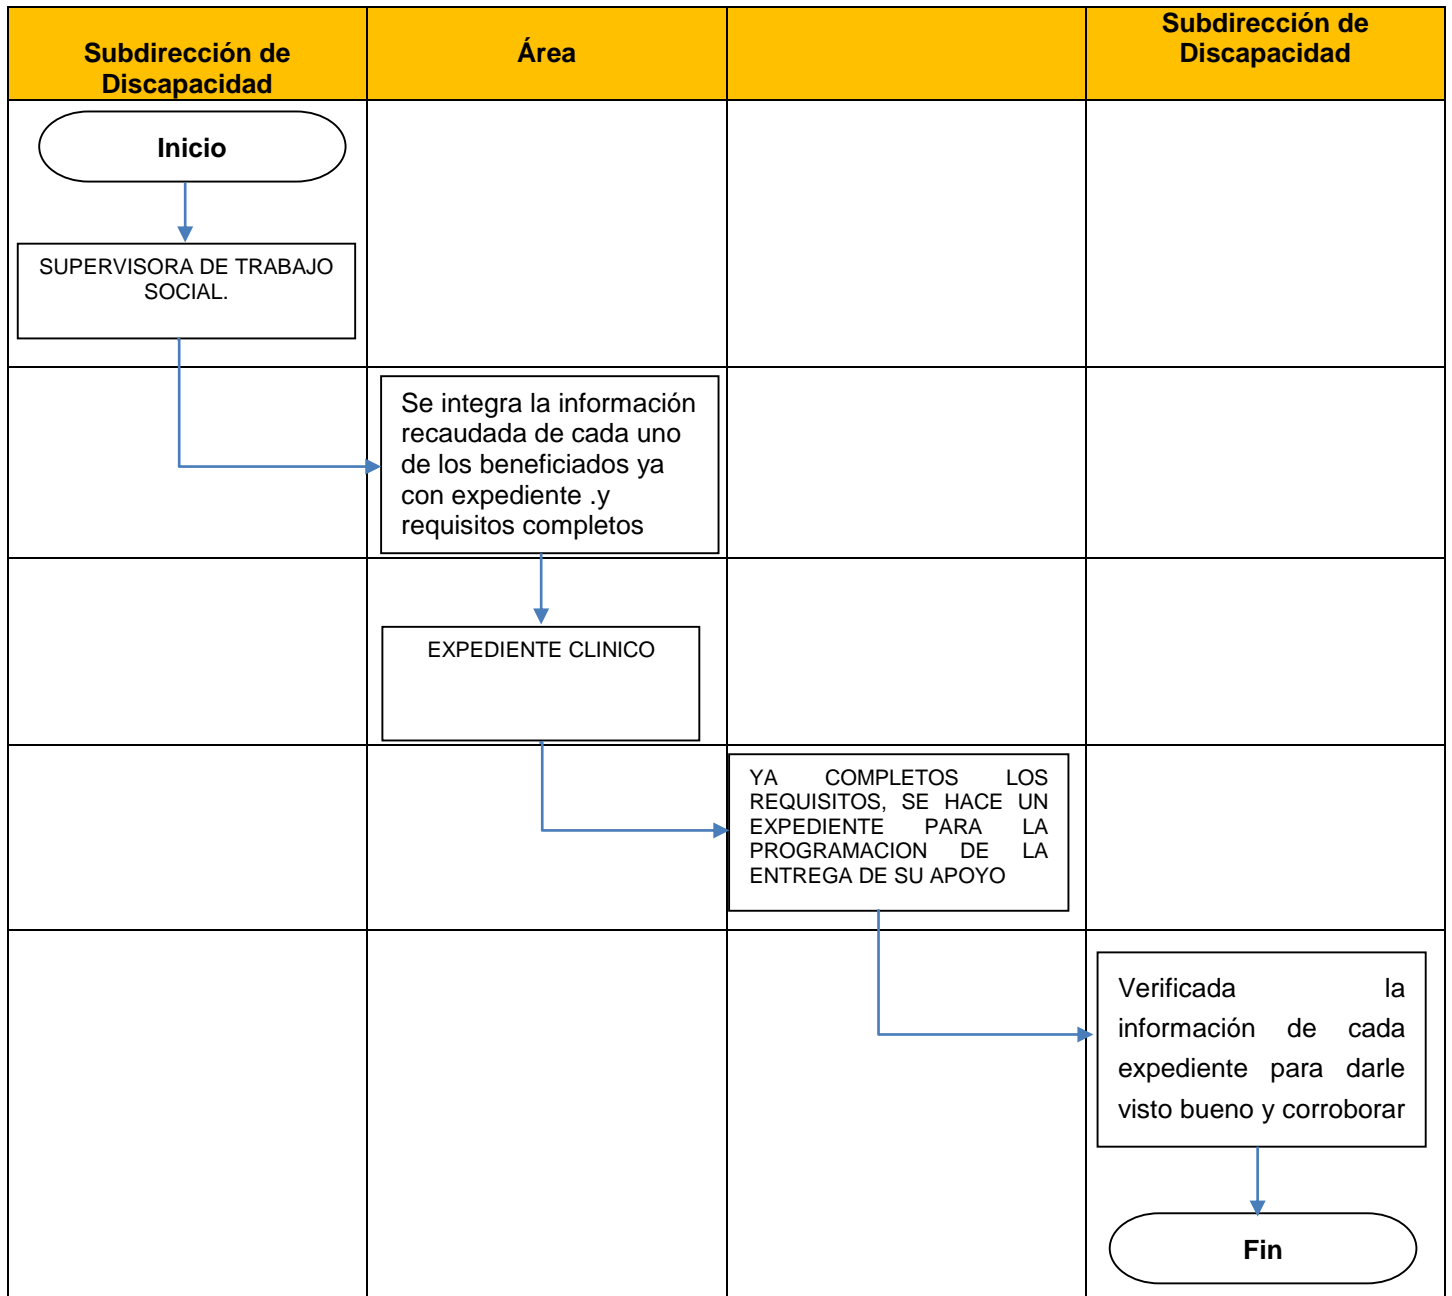 Subdirección de
Discapacidad
Área
Subdirección de
Discapacidad
Inicio
SUPERVISORA DE TRABAJO
SOCIAL.
Se integra la información
recaudada de cada uno
de los beneficiados ya
con expediente .y
requisitos completos
EXPEDIENTE CLINICO
YA COMPLETOS LOS
REQUISITOS, SE HACE UN
EXPEDIENTE PARA LA
PROGRAMACION DE LA
ENTREGA DE SU APOYO
Verificada la
información de cada
expediente para darle
visto bueno y corroborar
Fin